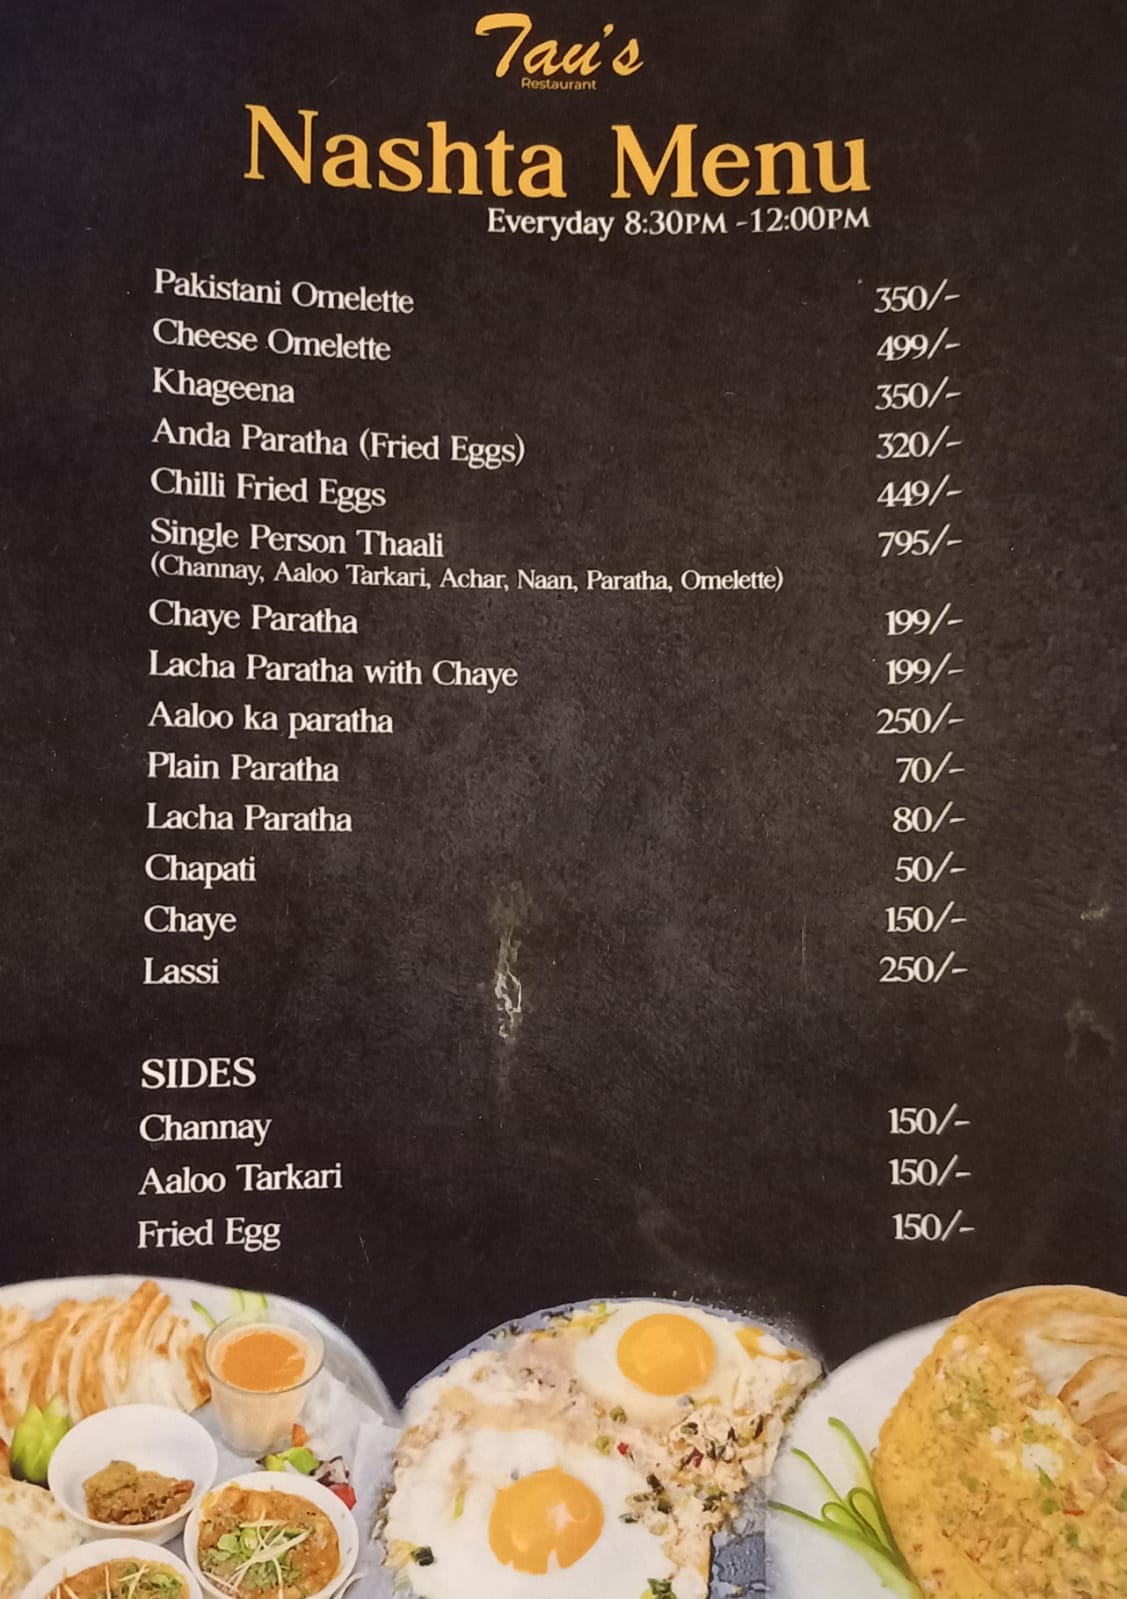 Tau's
Restaurant
Nashta Menu
Everyday 8:30PM -12:00PM
Pakistani Omelette 350/-
Cheese Omelette 499/-
Khageena 350/-
Anda Paratha (Fried Eggs) 320/-
Chilli Fried Eggs 449/-
Single Person Thaali 795/-
(Channay, Aaloo Tarkari, Achar, Naan, Paratha, Omelette)
Chaye Paratha 199/-
Lacha Paratha with Chaye 199/-
Aaloo ka paratha 250/-
Plain Paratha 70/-
Lacha Paratha 80/-
Chapati 50/-
Chaye 150/-
Lassi 250/-
SIDES
Channay 150/-
Aaloo Tarkari 150/-
Fried Egg 150/-